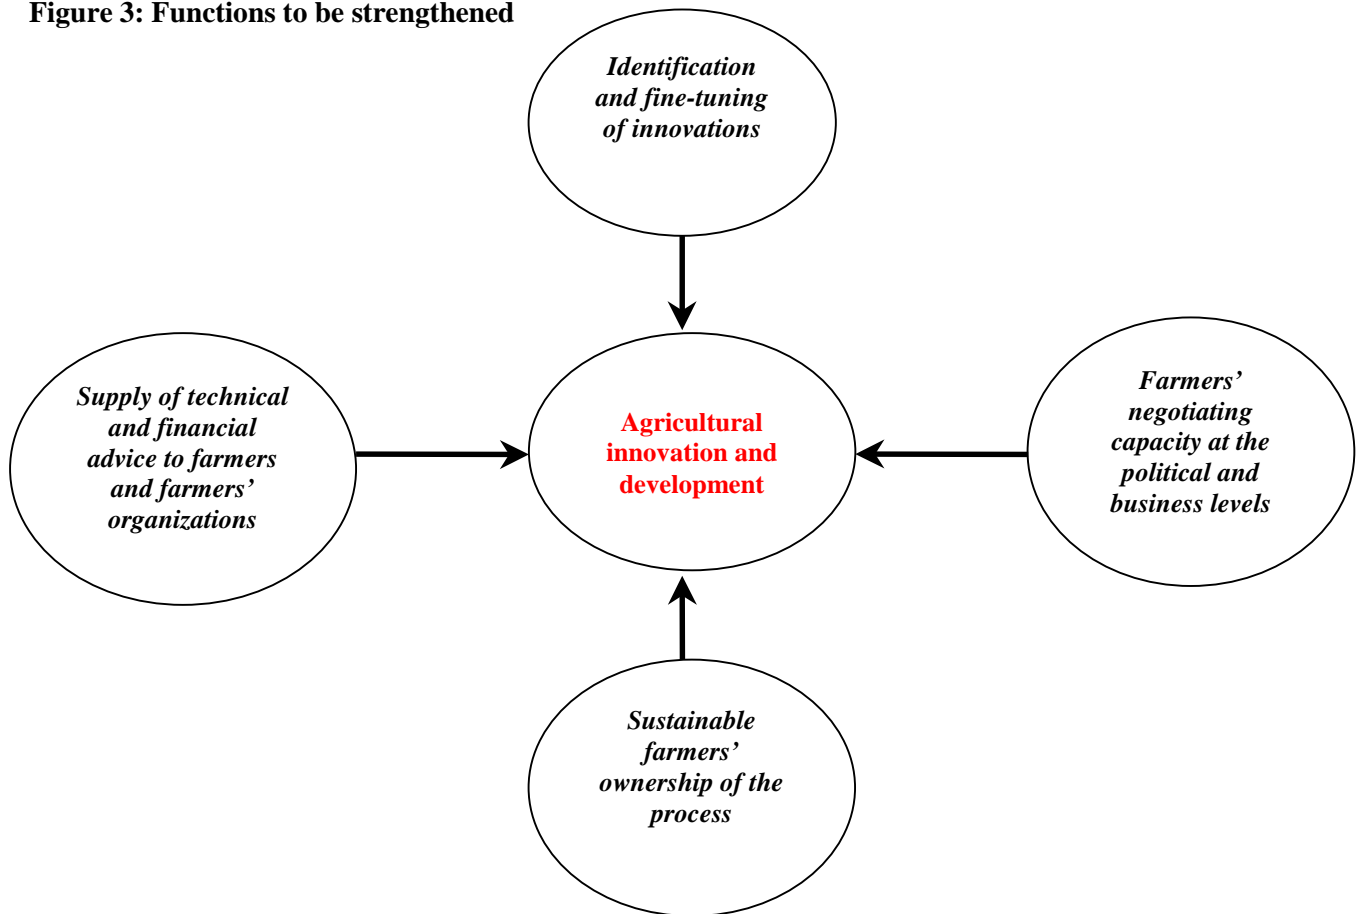 Figure 3: Functions to be strengthened
Identification
and fine-tuning
of innovations
Supply of technical
and financial
advice to farmers
and farmers’
organizations
Agricultural
innovation and
development
Farmers’
negotiating
capacity at the
political and
business levels
Sustainable
farmers’
ownership of the
process